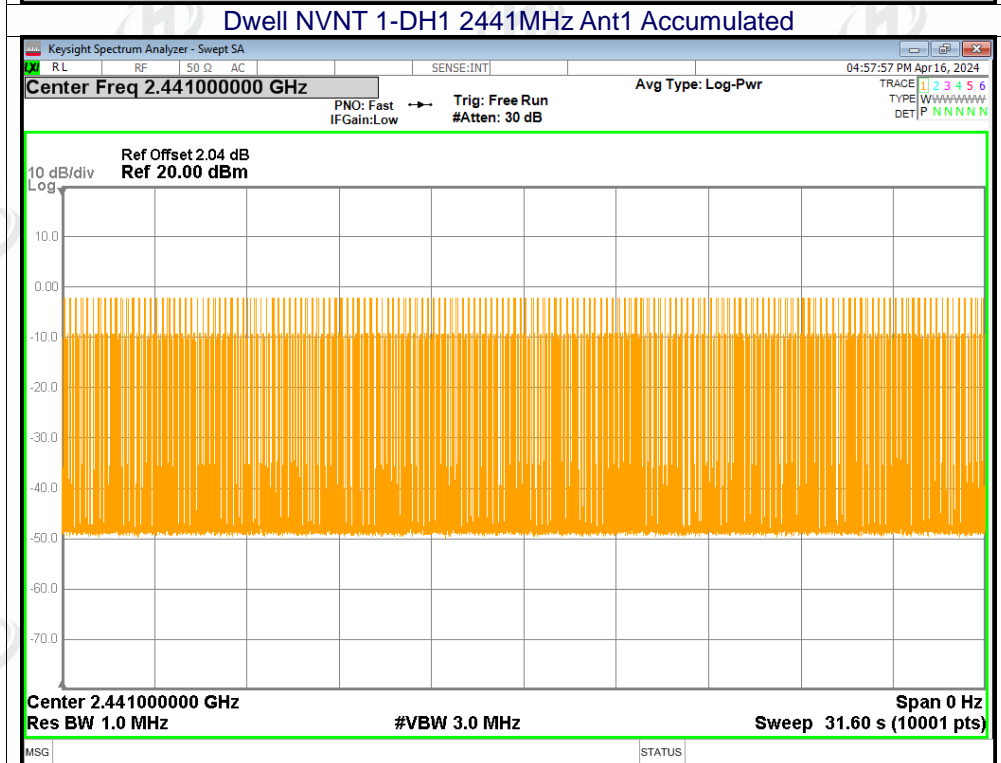 Dwell NVNT 1-DH1 2441MHz Ant1 Accumulated
Keysight Spectrum Analyzer - Swept SA
LXI RL RF 50 Ω AC SENSE:INT 04:57:57 PM Apr 16, 2024
Center Freq 2.441000000 GHz
PNO: Fast Trig: Free Run
IFGain:Low #Atten: 30 dB
Avg Type: Log-Pwr
TRACE 1 2 3 4 5 6
TYPE WWWWWW
DET P N N N N N
Ref Offset 2.04 dB
10 dB/div Ref 20.00 dBm
Log
10.0
0.00
-10.0
-20.0
-30.0
-40.0
-50.0
-60.0
-70.0
Center 2.441000000 GHz Span 0 Hz
Res BW 1.0 MHz #VBW 3.0 MHz Sweep 31.60 s (10001 pts)
MSG STATUS